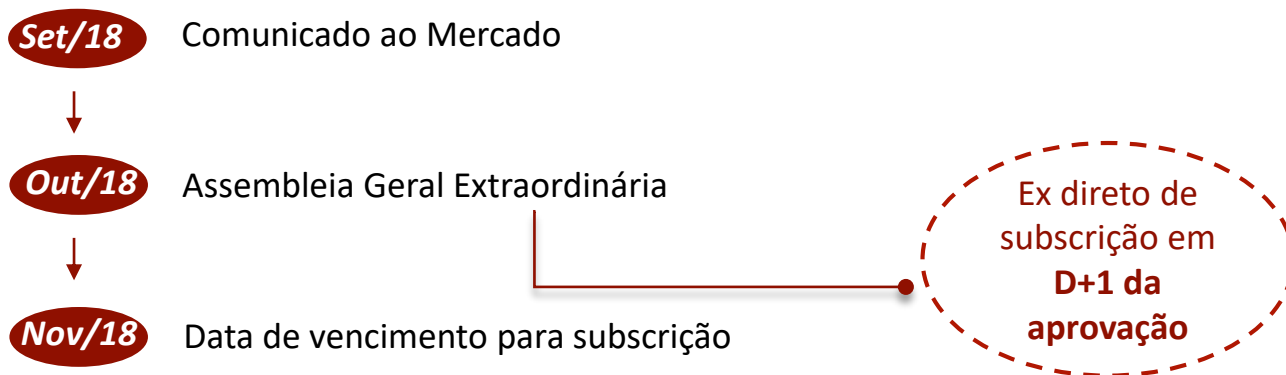 Set/18 Comunicado ao Mercado
Out/18 Assembleia Geral Extraordinária
Ex direto de
subscrição em
D+1 da
aprovação
Nov/18 Data de vencimento para subscrição